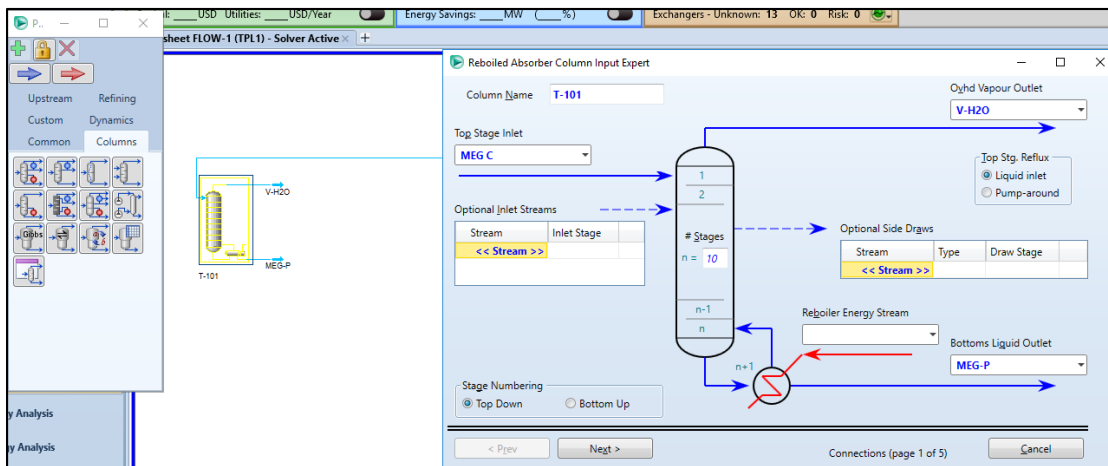 P..
USD Utilities: ____USD/Year
Energy Savings: ____MW (____%)
Exchangers - Unknown: 13 OK: 0 Risk: 0
sheet FLOW-1 (TPL1) - Solver Active
Upstream Refining
Custom Dynamics
Common Columns
Gibbs
V-H2O
MEG-P
T-101
y Analysis
gy Analysis
Reboiled Absorber Column Input Expert
Column Name T-101
Ovhd Vapour Outlet
V-H2O
Top Stage Inlet
MEG C
Top Stg. Reflux
Liquid inlet
Pump-around
1
2
Optional Inlet Streams
Stream Inlet Stage
<< Stream >>
# Stages
n = 10
Optional Side Draws
Stream Type Draw Stage
<< Stream >>
n-1
n
n+1
Reboiler Energy Stream
Bottoms Liquid Outlet
MEG-P
Stage Numbering
Top Down Bottom Up
< Prev Next > Connections (page 1 of 5) Cancel